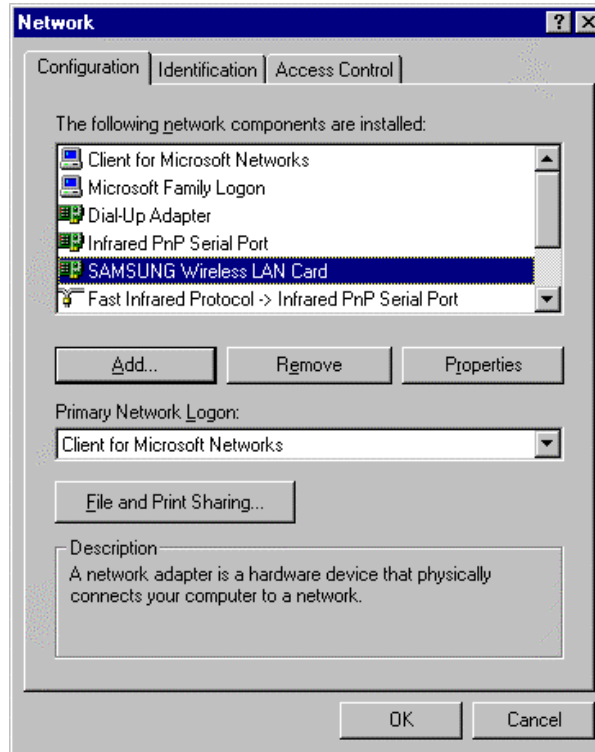 Network
Configuration Identification Access Control
The following network components are installed:
Client for Microsoft Networks
Microsoft Family Logon
Dial-Up Adapter
Infrared PnP Serial Port
SAMSUNG Wireless LAN Card
Fast Infrared Protocol -> Infrared PnP Serial Port
Add... Remove Properties
Primary Network Logon:
Client for Microsoft Networks
File and Print Sharing...
Description
A network adapter is a hardware device that physically
connects your computer to a network.
OK Cancel